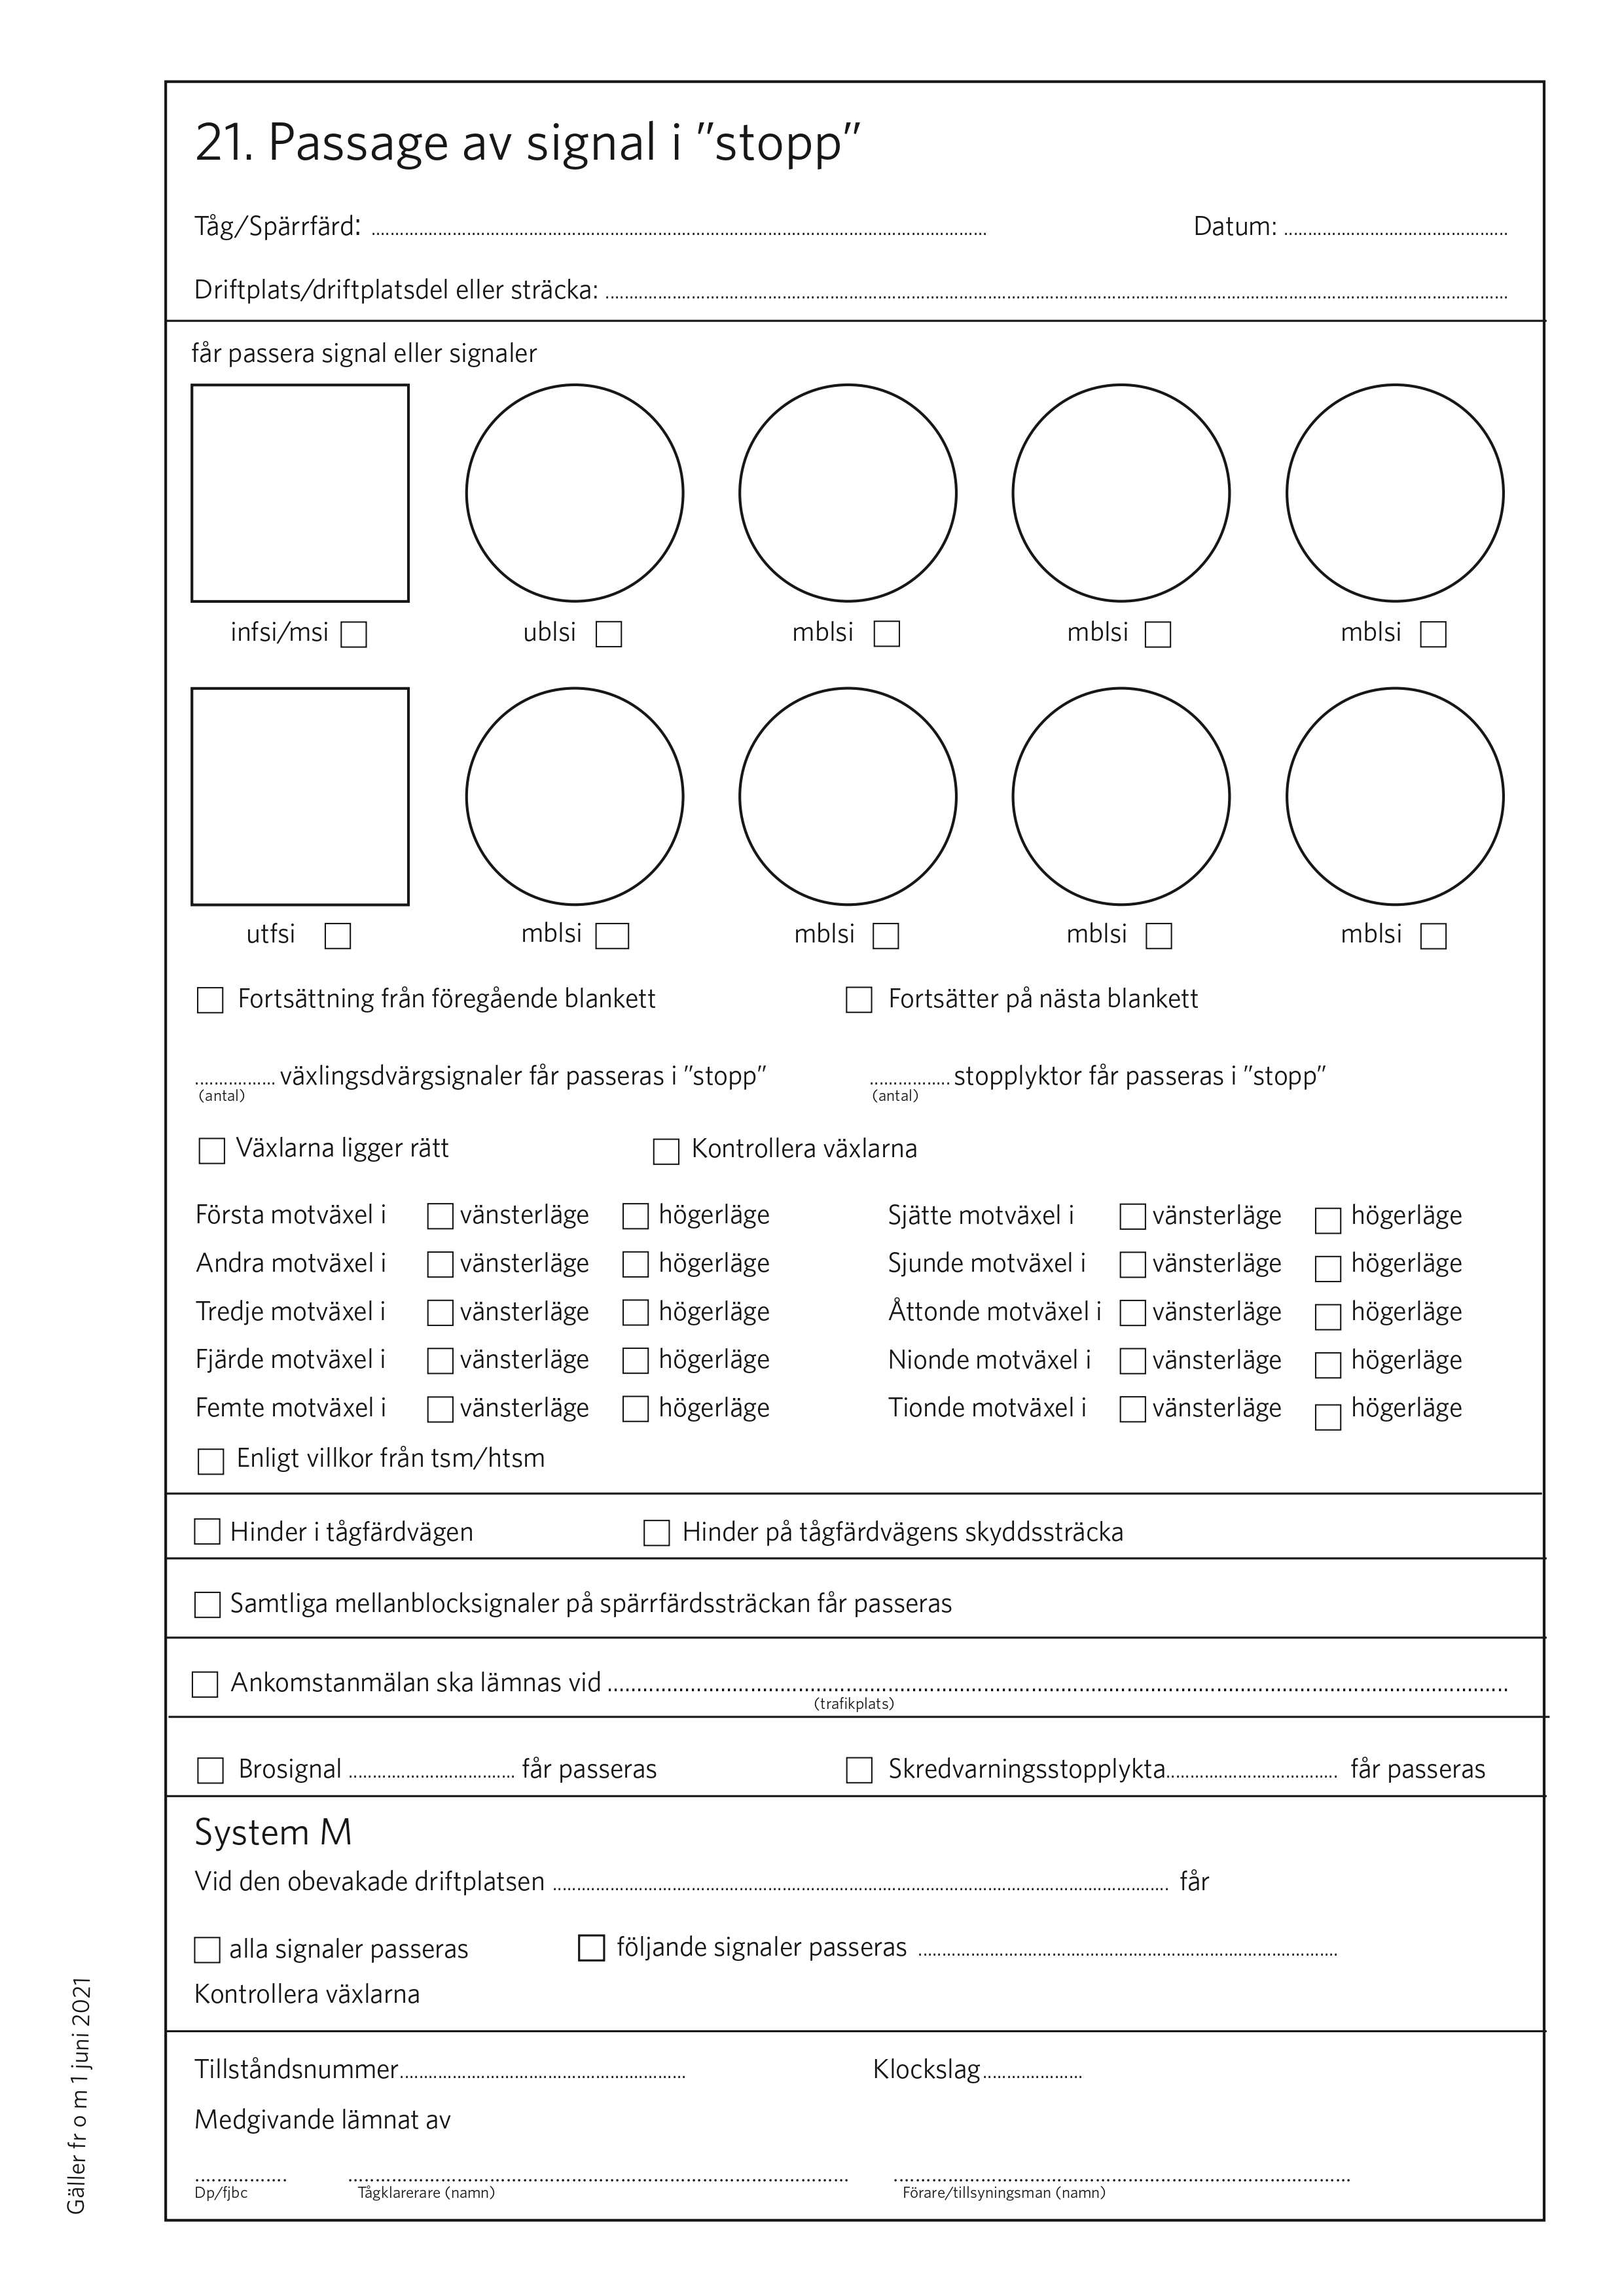 21. Passage av signal i ”stopp”
Tåg/Spärrfärd: Datum:
Driftplats/driftplatsdel eller sträcka:
får passera signal eller signaler
infsi/msi ublsi mblsi mblsi mblsi
utfsi mblsi mblsi mblsi mblsi
Fortsättning från föregående blankett Fortsätter på nästa blankett
växlingsdvärgsignaler får passeras i ”stopp” stopplyktor får passeras i ”stopp”
(antal) (antal)
Växlarna ligger rätt Kontrollera växlarna
Första motväxel i vänsterläge högerläge Sjätte motväxel i vänsterläge högerläge
Andra motväxel i vänsterläge högerläge Sjunde motväxel i vänsterläge högerläge
Tredje motväxel i vänsterläge högerläge Åttonde motväxel i vänsterläge högerläge
Fjärde motväxel i vänsterläge högerläge Nionde motväxel i vänsterläge högerläge
Femte motväxel i vänsterläge högerläge Tionde motväxel i vänsterläge högerläge
Enligt villkor från tsm/htsm
Hinder i tågfärdvägen Hinder på tågfärdvägens skyddssträcka
Samtliga mellanblocksignaler på spärrfärdssträckan får passeras
Ankomstanmälan ska lämnas vid
(trafikplats)
Brosignal får passeras Skredvarningsstopplykta får passeras
System M
Vid den obevakade driftplatsen får
alla signaler passeras följande signaler passeras
Kontrollera växlarna
Tillståndsnummer Klockslag
Medgivande lämnat av
Dp/fjbc Tågklarerare (namn) Förare/tillsyningsman (namn)
Gäller fr o m 1 juni 2021